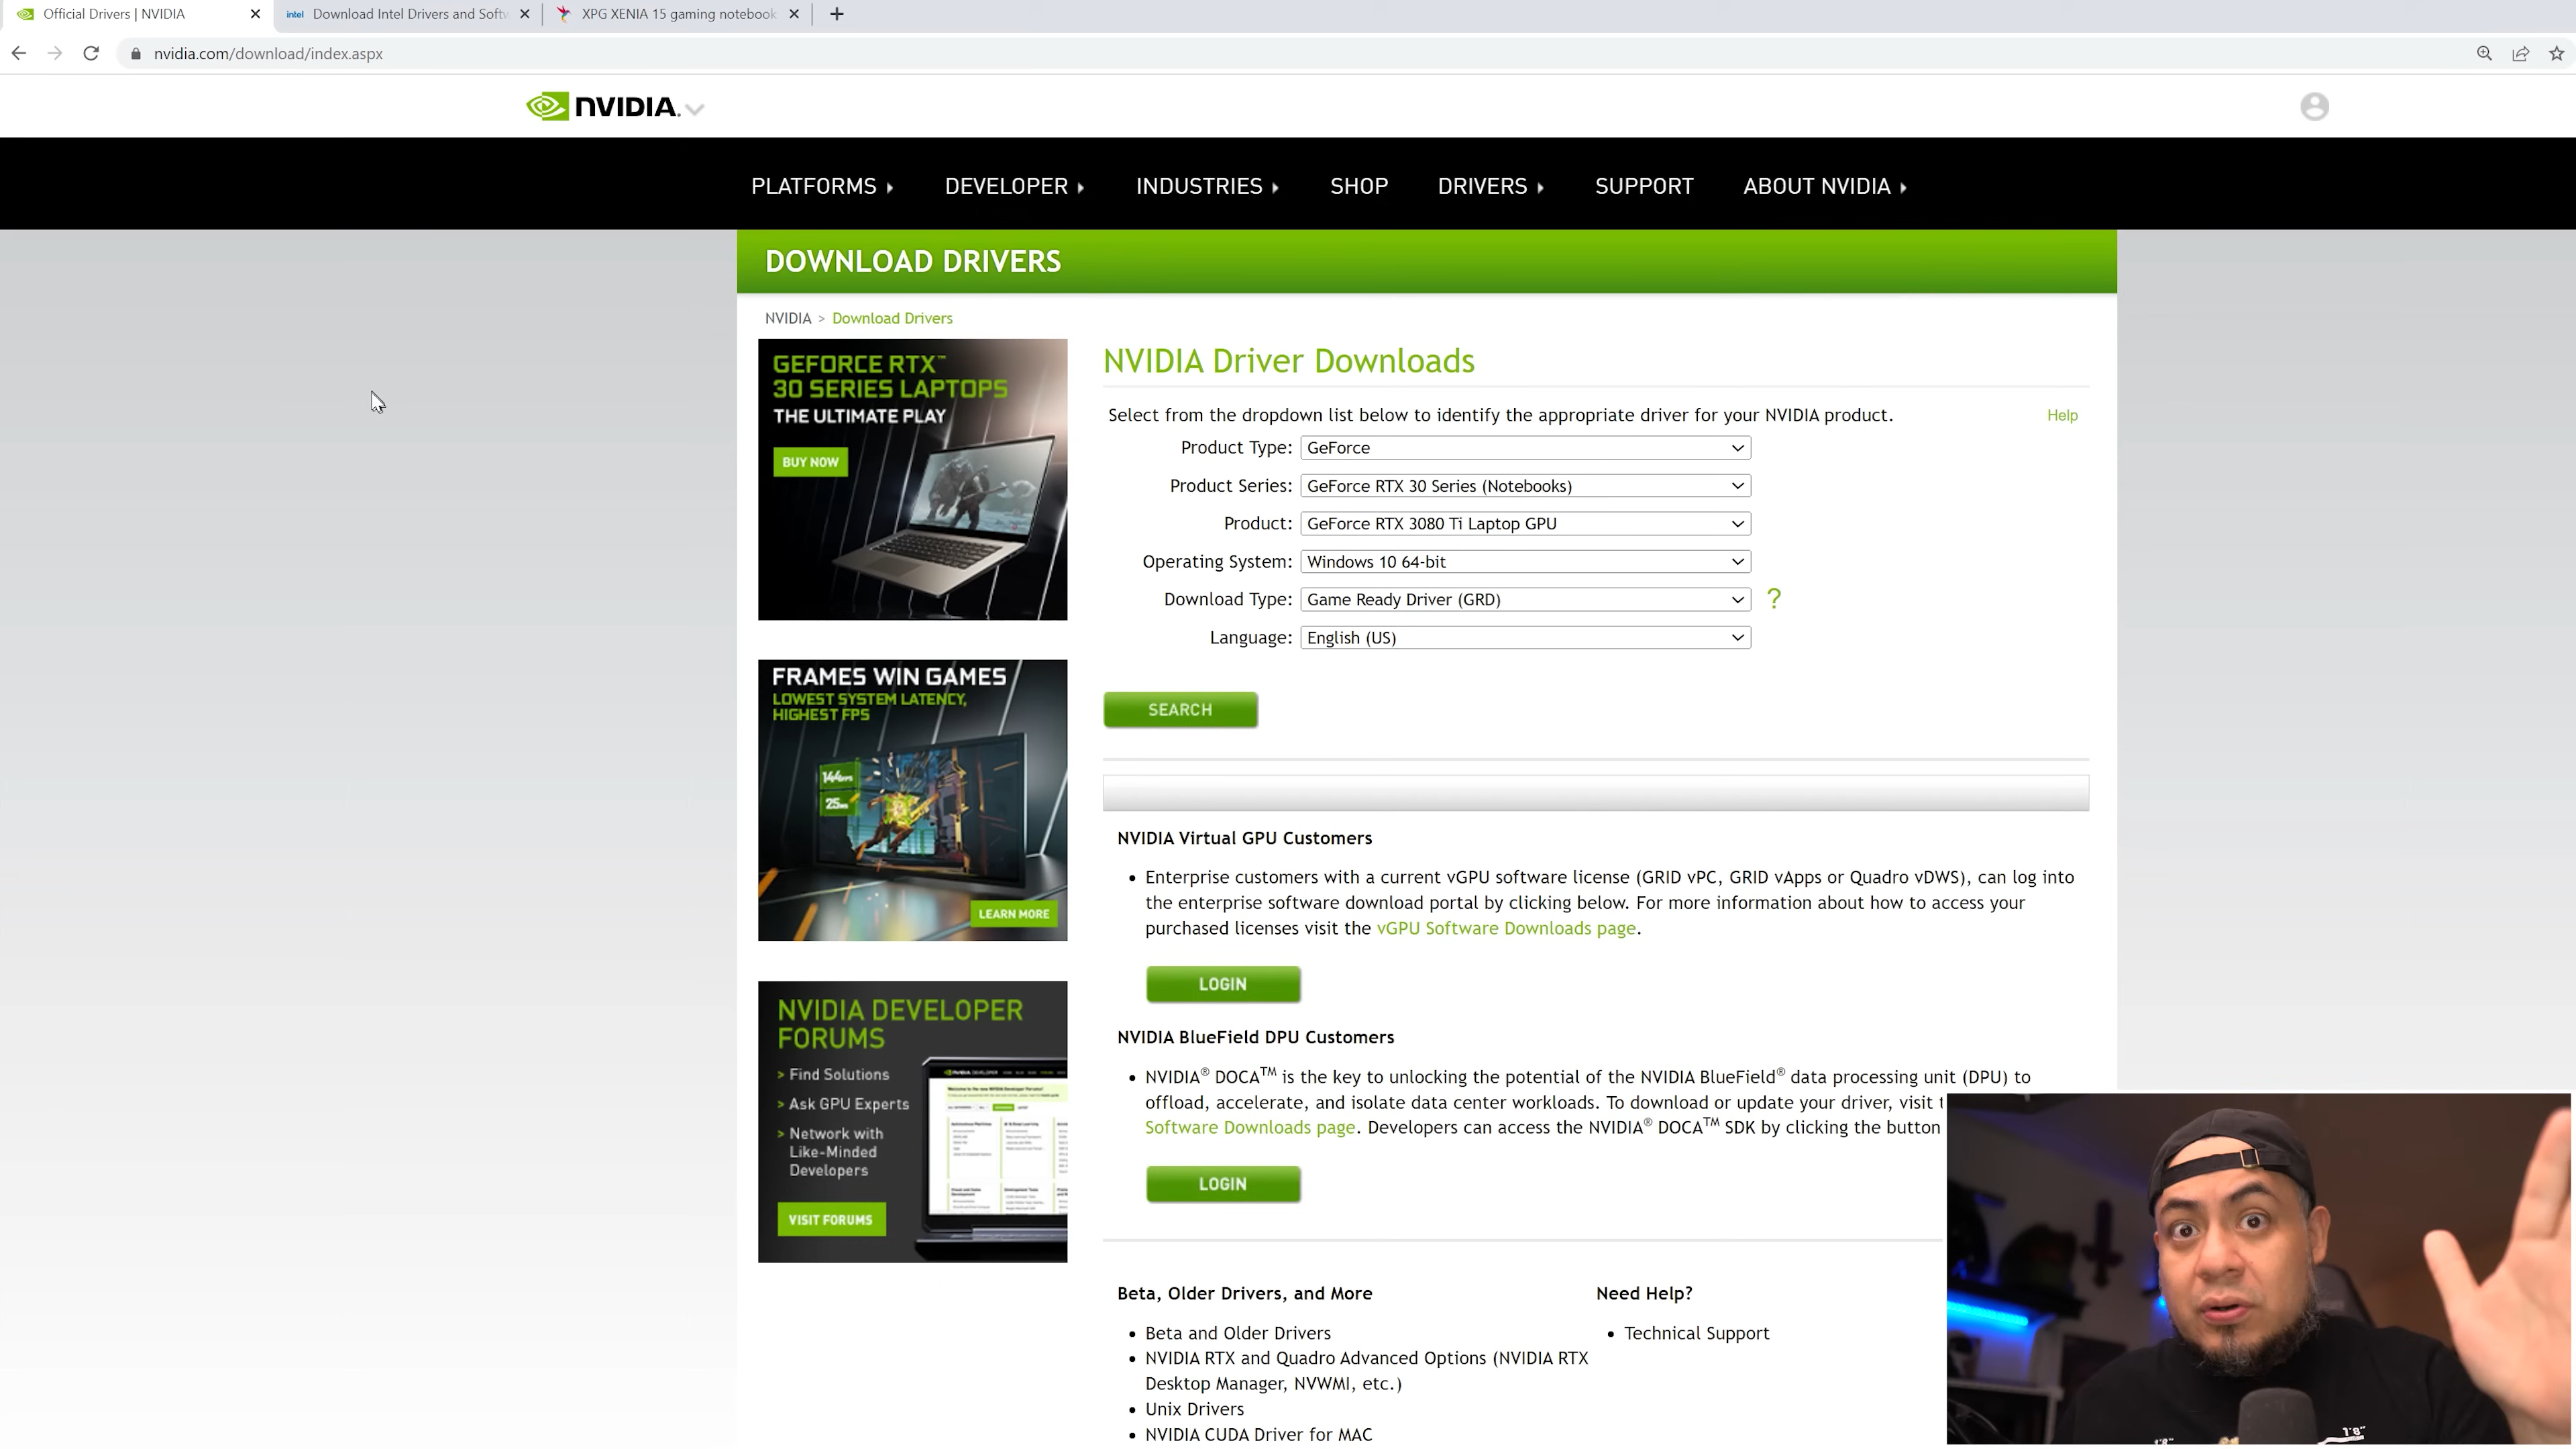 Official Drivers | NVIDIA
intel Download Intel Drivers and Softw
XPG XENIA 15 gaming notebook
nvidia.com/download/index.aspx
NVIDIA.
PLATFORMS
DEVELOPER
INDUSTRIES
SHOP
DRIVERS
SUPPORT
ABOUT NVIDIA
DOWNLOAD DRIVERS
NVIDIA > Download Drivers
GEFORCE RTX™
30 SERIES LAPTOPS
THE ULTIMATE PLAY
BUY NOW
FRAMES WIN GAMES
LOWEST SYSTEM LATENCY,
HIGHEST FPS
LEARN MORE
NVIDIA DEVELOPER
FORUMS
> Find Solutions
> Ask GPU Experts
> Network with
Like-Minded
Developers
VISIT FORUMS
NVIDIA Driver Downloads
Select from the dropdown list below to identify the appropriate driver for your NVIDIA product.
Help
Product Type: GeForce
Product Series: GeForce RTX 30 Series (Notebooks)
Product: GeForce RTX 3080 Ti Laptop GPU
Operating System: Windows 10 64-bit
Download Type: Game Ready Driver (GRD) ?
Language: English (US)
SEARCH
NVIDIA Virtual GPU Customers
• Enterprise customers with a current vGPU software license (GRID vPC, GRID vApps or Quadro vDWS), can log into
the enterprise software download portal by clicking below. For more information about how to access your
purchased licenses visit the vGPU Software Downloads page.
LOGIN
NVIDIA BlueField DPU Customers
• NVIDIA® DOCA™ is the key to unlocking the potential of the NVIDIA BlueField® data processing unit (DPU) to
offload, accelerate, and isolate data center workloads. To download or update your driver, visit
Software Downloads page. Developers can access the NVIDIA® DOCA™ SDK by clicking the button
LOGIN
Beta, Older Drivers, and More
• Beta and Older Drivers
• NVIDIA RTX and Quadro Advanced Options (NVIDIA RTX
Desktop Manager, NVWMI, etc.)
• Unix Drivers
• NVIDIA CUDA Driver for MAC
Need Help?
• Technical Support